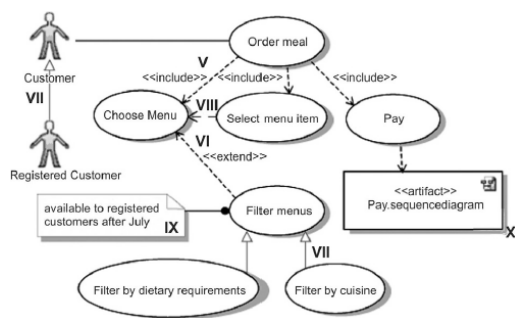 Order meal
Customer
V
<<include>> <<include>> <<include>>
VII
Choose Menu
VIII
Select menu item
Pay
VI
<<extend>>
Registered Customer
<<artifact>>
Pay.sequencediagram
X
available to registered
customers after July
IX
Filter menus
VII
Filter by dietary requirements
Filter by cuisine